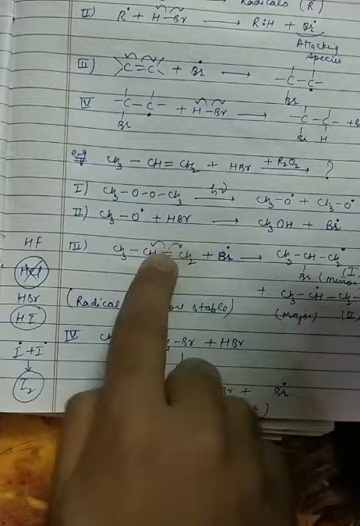 Radicals (R)
II) R• + H-Br → R:H + Br•
Attacking
species
III) >C=C< + Br• → -C-C-
Br
IV -C-C- + H-Br → -C-C- +
Br
Br H
e.g CH3-CH=CH2 + HBr + R2O2 → ?
I) CH3-O-O-CH3 hν → CH3-O• + CH3-O•
II) CH3-O• + HBr → CH3OH + Br•
III) CH3-CH=CH2 + Br• → CH3-CH-CH2•
Br (minor
+ CH3-CH-CH2
(major)
HF
HCl
HBr
HI
(Radical stable)
IV -Br + HBr
I• + I•
I2
+ Br•